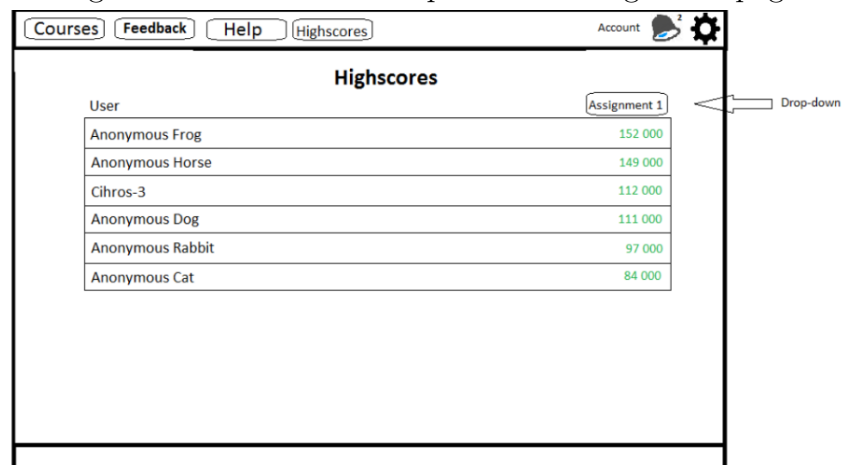 Courses Feedback Help Highscores Account 2
Highscores
User Assignment 1 Drop-down
Anonymous Frog 152 000
Anonymous Horse 149 000
Cihros-3 112 000
Anonymous Dog 111 000
Anonymous Rabbit 97 000
Anonymous Cat 84 000